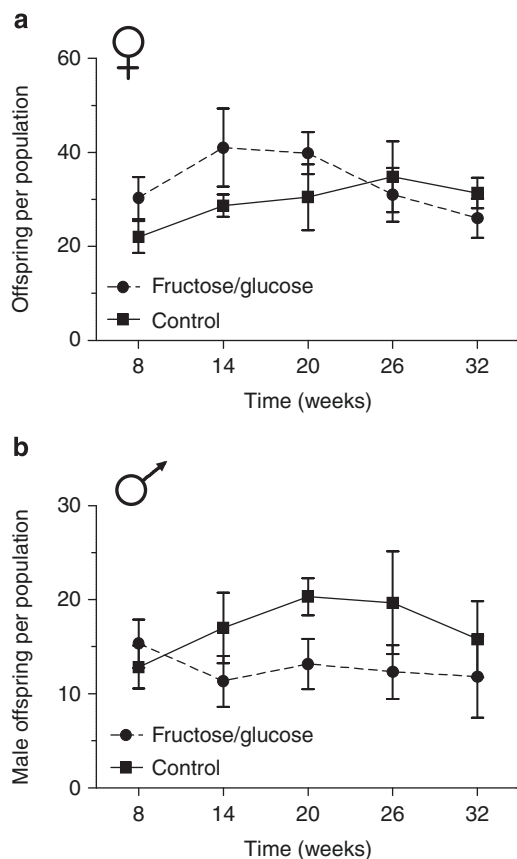 a
60
40
20
0
Offspring per population
Fructose/glucose
Control
8 14 20 26 32
Time (weeks)
b
30
20
10
0
Male offspring per population
Fructose/glucose
Control
8 14 20 26 32
Time (weeks)